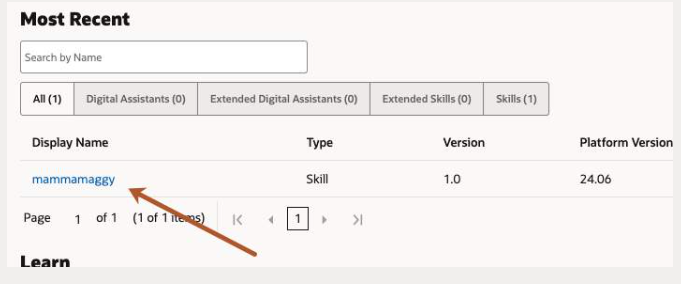 Most Recent
Search by Name
All (1) Digital Assistants (0) Extended Digital Assistants (0) Extended Skills (0) Skills (1)
Display Name Type Version Platform Version
mammamaggy Skill 1.0 24.06
Page 1 of 1 (1 of 1 items) 1
Learn